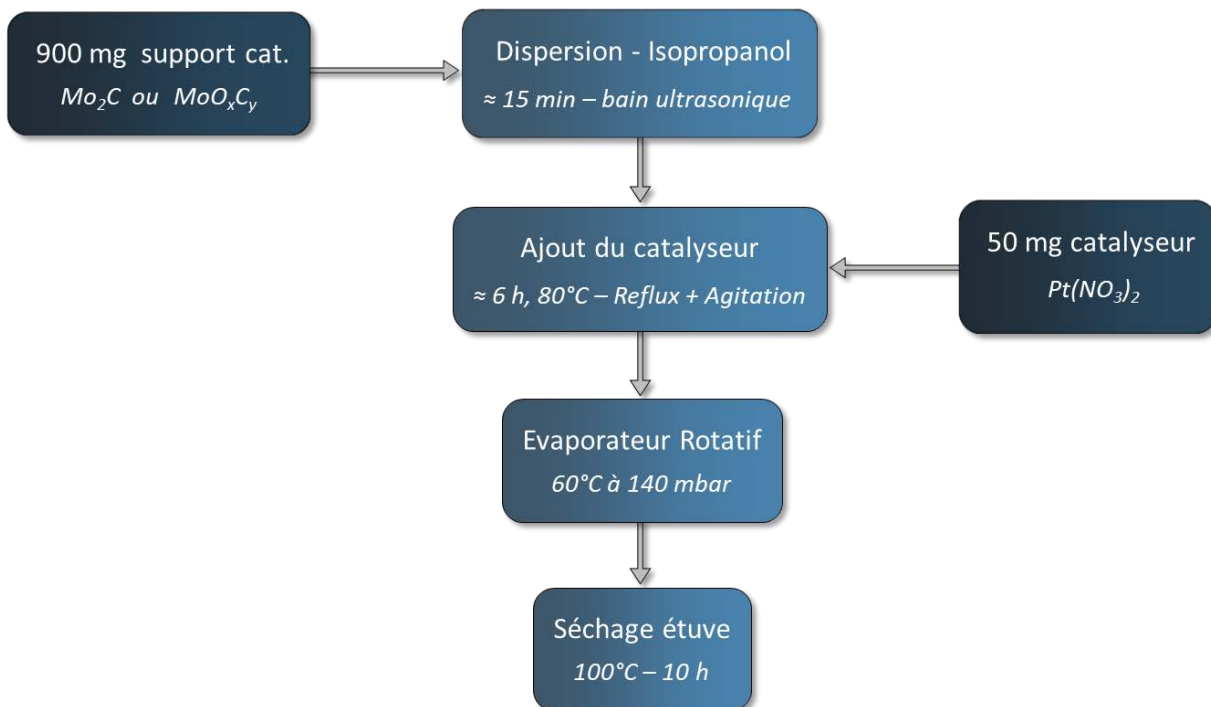 900 mg support cat.
Mo₂C ou MoOₓCᵧ
Dispersion - Isopropanol
≈ 15 min – bain ultrasonique
Ajout du catalyseur
≈ 6 h, 80°C – Reflux + Agitation
50 mg catalyseur
Pt(NO₃)₂
Evaporateur Rotatif
60°C à 140 mbar
Séchage étuve
100°C – 10 h